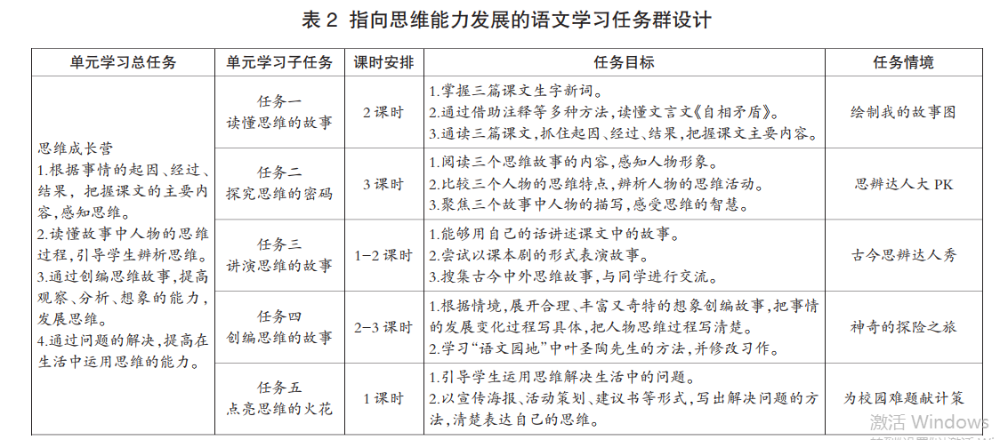 表 2 指向思维能力发展的语文学习任务群设计
单元学习总任务 单元学习子任务 课时安排 任务目标 任务情境
思维成长营
1.根据事情的起因、经过、
结果，把握课文的主要内
容,感知思维。
2.读懂故事中人物的思维
过程,引导学生辨析思维。
3.通过创编思维故事,提高
观察、分析、想象的能力,
发展思维。
4.通过问题的解决,提高在
生活中运用思维的能力。
任务一
读懂思维的故事
2 课时
1.掌握三篇课文生字新词。
2.通过借助注释等多种方法,读懂文言文《自相矛盾》。
3.通读三篇课文,抓住起因、经过、结果,把握课文主要内容。
绘制我的故事图
任务二
探究思维的密码
3 课时
1.阅读三个思维故事的内容,感知人物形象。
2.比较三个人物的思维特点,辨析人物的思维活动。
3.聚焦三个故事中人物的描写,感受思维的智慧。
思辨达人大 PK
任务三
讲演思维的故事
1-2 课时
1.能够用自己的话讲述课文中的故事。
2.尝试以课本剧的形式表演故事。
3.搜集古今中外思维故事,与同学进行交流。
古今思辨达人秀
任务四
创编思维的故事
2-3 课时
1.根据情境,展开合理、丰富又奇特的想象创编故事,把事情
的发展变化过程写具体,把人物思维过程写清楚。
2.学习“语文园地”中叶圣陶先生的方法,并修改习作。
神奇的探险之旅
任务五
点亮思维的火花
1 课时
1.引导学生运用思维解决生活中的问题。
2.以宣传海报、活动策划、建议书等形式,写出解决问题的方
法,清楚表达自己的思维。
为校园难题献计策
激活 Windows